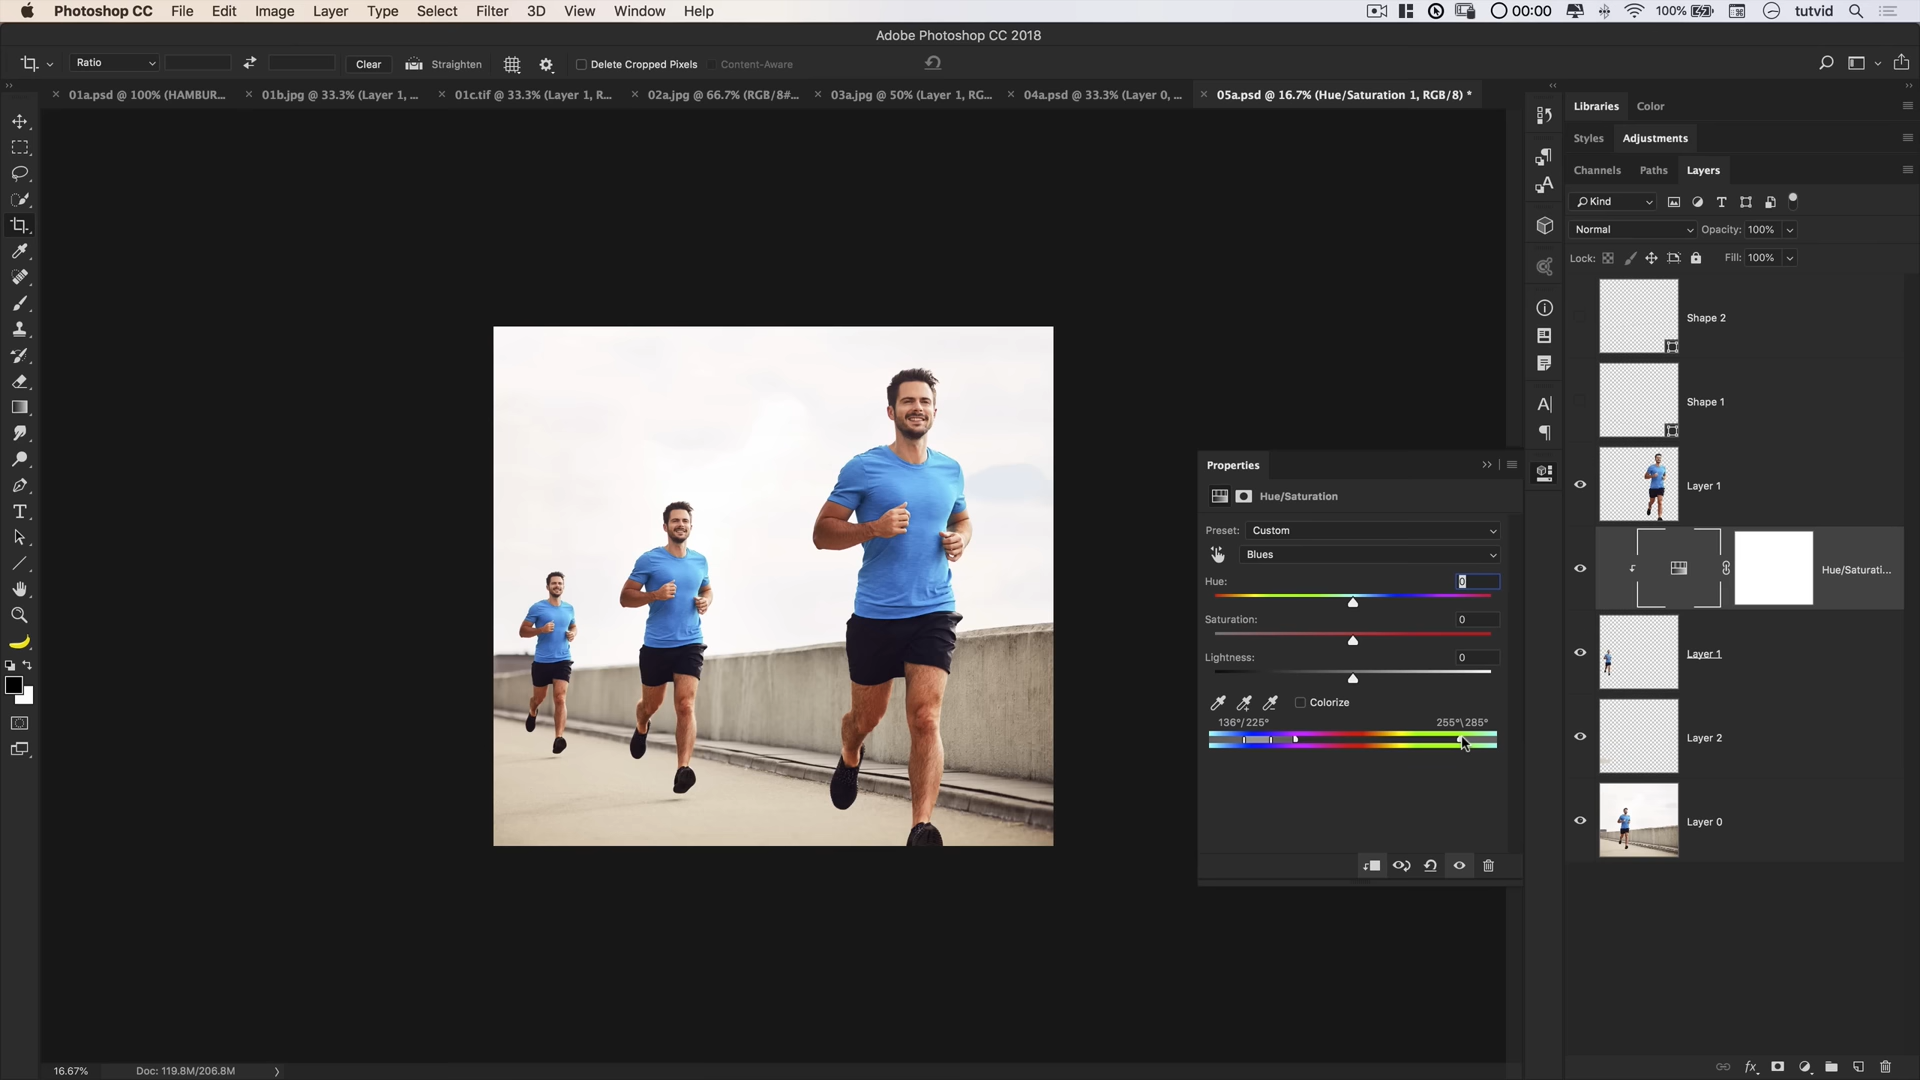 Photoshop CC File Edit Image Layer Type Select Filter 3D View Window Help 00:00 100% tutvid
Adobe Photoshop CC 2018
Ratio Clear Straighten Delete Cropped Pixels Content-Aware
01a.psd @ 100% (HAMBUR... 01b.jpg @ 33.3% (Layer 1, ... 01c.tif @ 33.3% (Layer 1, R... 02a.jpg @ 66.7% (RGB/8#... 03a.jpg @ 50% (Layer 1, RG... 04a.psd @ 33.3% (Layer 0, ... 05a.psd @ 16.7% (Hue/Saturation 1, RGB/8) *
Libraries Color
Styles Adjustments
Channels Paths Layers
Kind
Normal Opacity: 100%
Lock: Fill: 100%
Shape 2
Shape 1
Layer 1
Hue/Saturati...
Layer 1
Layer 2
Layer 0
Properties
Hue/Saturation
Preset: Custom
Blues
Hue: 0
Saturation: 0
Lightness: 0
Colorize
136°/225° 255°\285°
16.67% Doc: 119.8M/206.8M